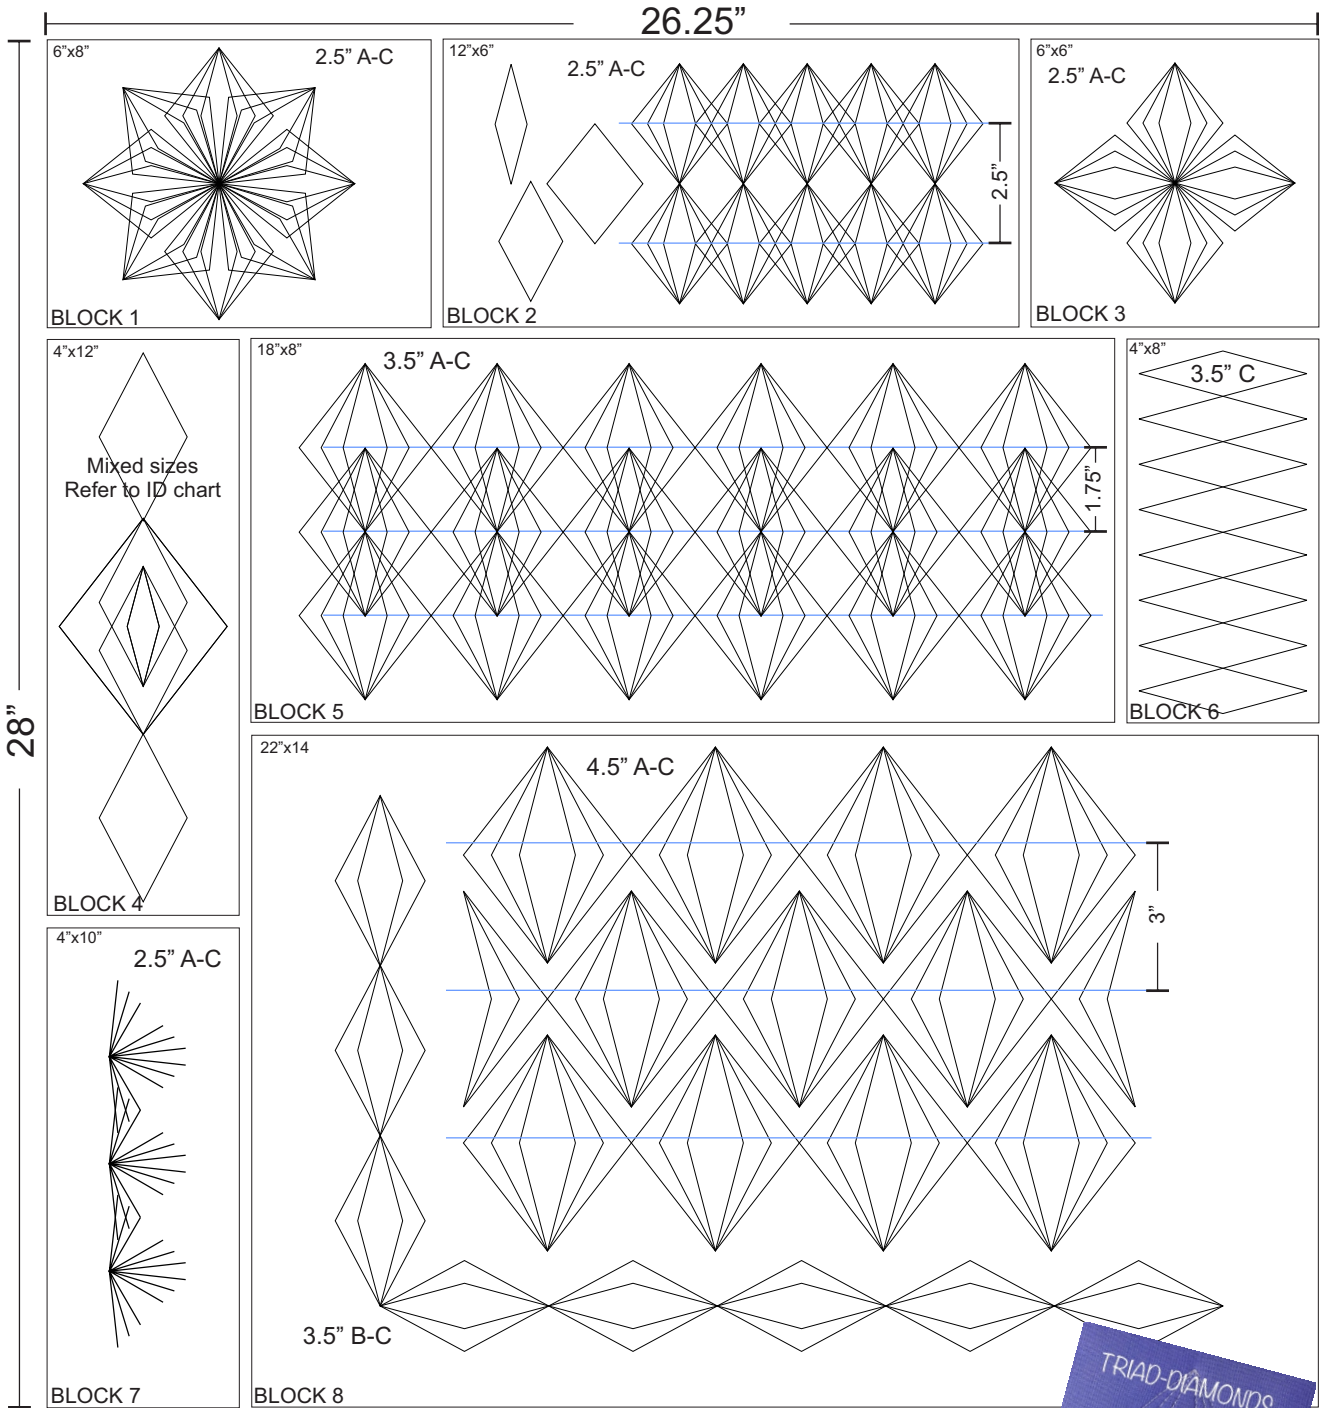 26.25”
28”
6”x8”
2.5” A-C
BLOCK 1
12”x6”
2.5” A-C
2.5”
BLOCK 2
6”x6”
2.5” A-C
BLOCK 3
4”x12”
Mixed sizes
Refer to ID chart
BLOCK 4
18”x8”
3.5” A-C
1.75”
BLOCK 5
4”x8”
3.5” C
BLOCK 6
4”x10”
2.5” A-C
BLOCK 7
22”x14
4.5” A-C
3”
3.5” B-C
BLOCK 8
TRIAD-DIAMONDS